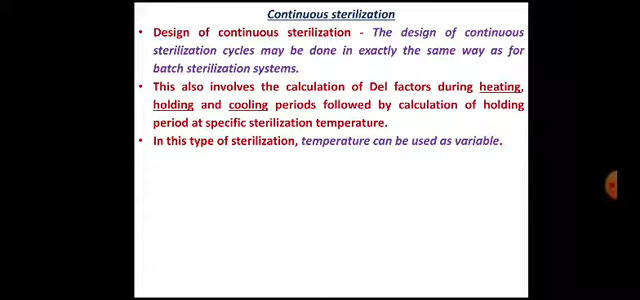 Continuous sterilization
• Design of continuous sterilization - The design of continuous
sterilization cycles may be done in exactly the same way as for
batch sterilization systems.
• This also involves the calculation of Del factors during heating,
holding and cooling periods followed by calculation of holding
period at specific sterilization temperature.
• In this type of sterilization, temperature can be used as variable.